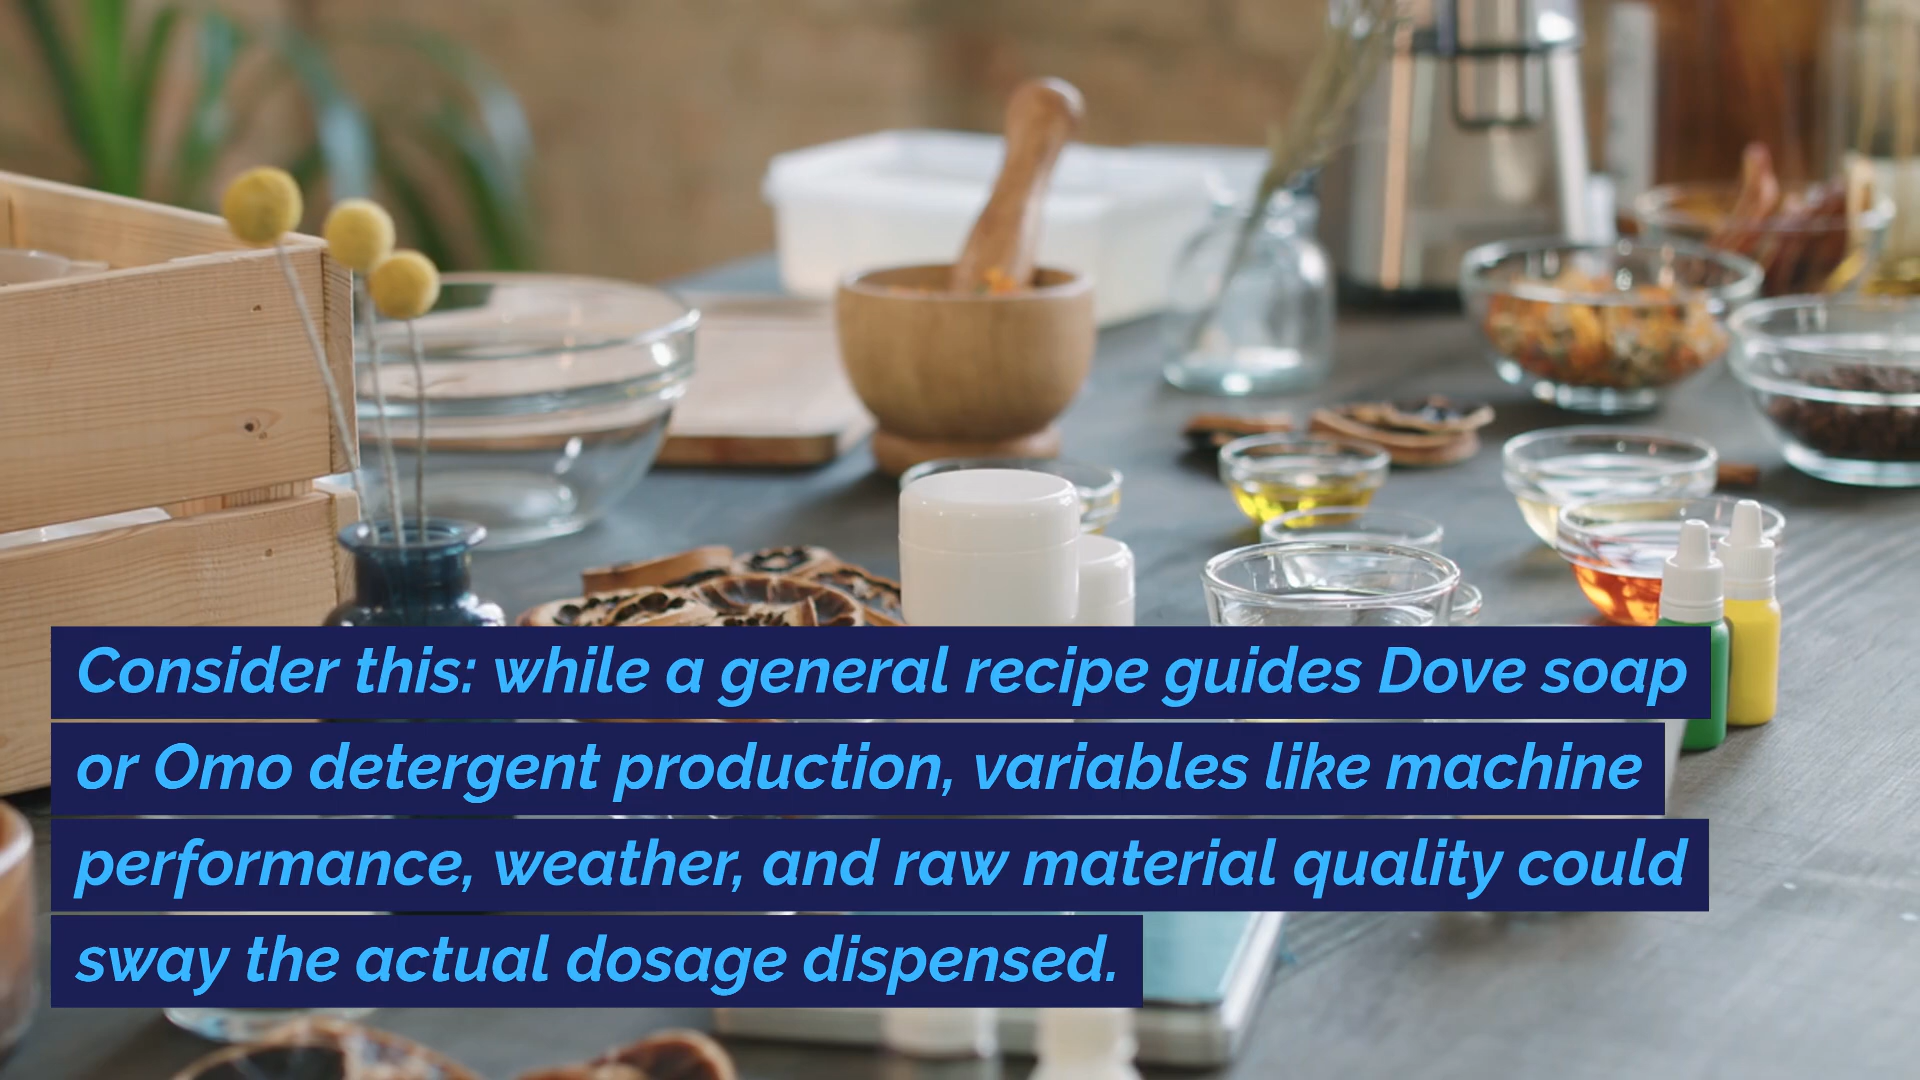 Consider this: while a general recipe guides Dove soap
or Omo detergent production, variables like machine
performance, weather, and raw material quality could
sway the actual dosage dispensed.